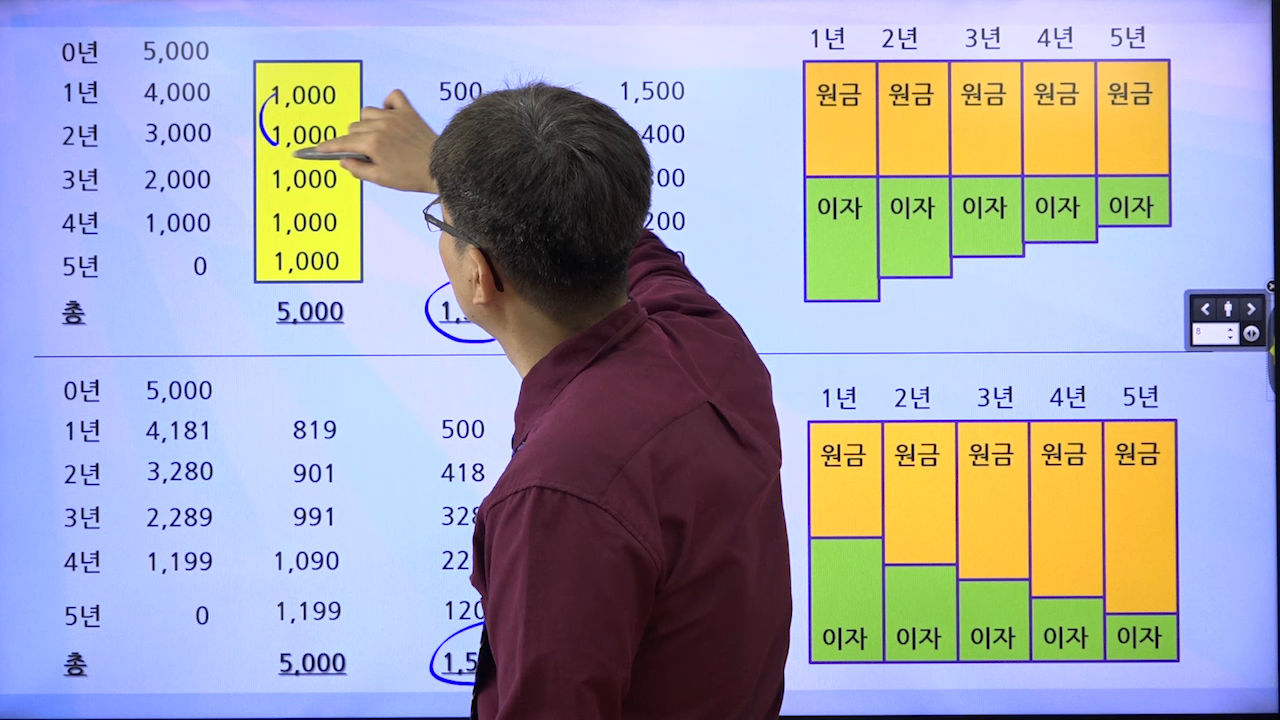 0년 5,000
1년 4,000 1,000 500 1,500
2년 3,000 1,000 400
3년 2,000 1,000
4년 1,000 1,000 200
5년 0 1,000
총 5,000
0년 5,000
1년 4,181 819 500
2년 3,280 901 418
3년 2,289 991 328
4년 1,199 1,090
5년 0 1,199 120
총 5,000
1년 2년 3년 4년 5년
원금 원금 원금 원금 원금
이자 이자 이자 이자 이자
8
1년 2년 3년 4년 5년
원금 원금 원금 원금 원금
이자 이자 이자 이자 이자